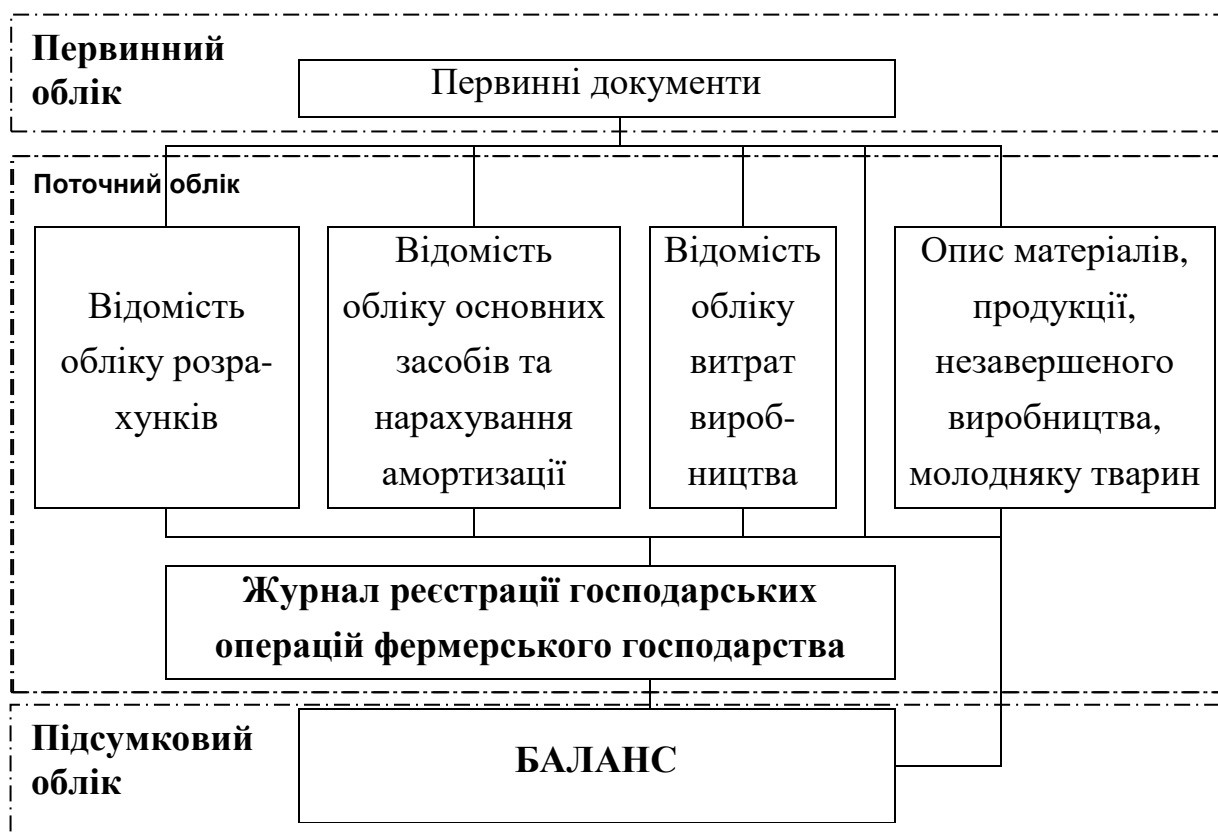 Первинний
облік
Первинні документи
Поточний облік
Відомість
обліку розра-
хунків
Відомість
обліку основних
засобів та
нарахування
амортизації
Відомість
обліку
витрат
вироб-
ництва
Опис матеріалів,
продукції,
незавершеного
виробництва,
молодняку тварин
Журнал реєстрації господарських
операцій фермерського господарства
Підсумковий
облік
БАЛАНС